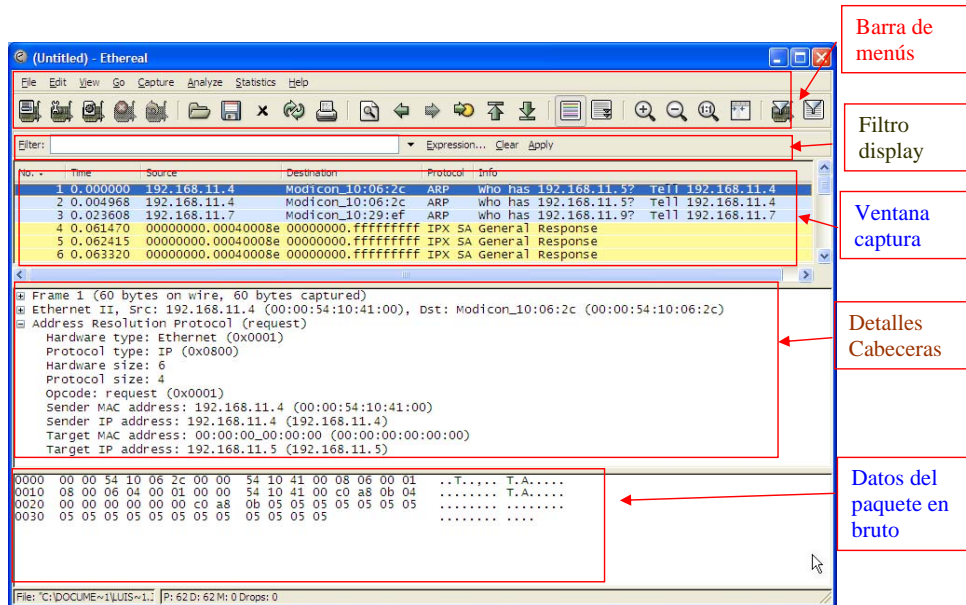 (Untitled) - Ethereal
File Edit View Go Capture Analyze Statistics Help
Filter: Expression... Clear Apply
No. Time Source Destination Protocol Info
1 0.000000 192.168.11.4 Modicon_10:06:2c ARP who has 192.168.11.5? Tell 192.168.11.4
2 0.004968 192.168.11.4 Modicon_10:06:2c ARP who has 192.168.11.5? Tell 192.168.11.4
3 0.023608 192.168.11.7 Modicon_10:29:ef ARP who has 192.168.11.9? Tell 192.168.11.7
4 0.061470 00000000.00040008e 00000000.ffffffffff IPX SA General Response
5 0.062415 00000000.00040008e 00000000.ffffffffff IPX SA General Response
6 0.063320 00000000.00040008e 00000000.ffffffffff IPX SA General Response
Frame 1 (60 bytes on wire, 60 bytes captured)
Ethernet II, Src: 192.168.11.4 (00:00:54:10:41:00), Dst: Modicon_10:06:2c (00:00:54:10:06:2c)
Address Resolution Protocol (request)
Hardware type: Ethernet (0x0001)
Protocol type: IP (0x0800)
Hardware size: 6
Protocol size: 4
Opcode: request (0x0001)
Sender MAC address: 192.168.11.4 (00:00:54:10:41:00)
Sender IP address: 192.168.11.4 (192.168.11.4)
Target MAC address: 00:00:00_00:00:00 (00:00:00:00:00:00)
Target IP address: 192.168.11.5 (192.168.11.5)
0000 00 00 54 10 06 2c 00 00 54 10 41 00 08 06 00 01 ..T..,.. T.A.....
0010 08 00 06 04 00 01 00 00 54 10 41 00 c0 a8 0b 04 ........ T.A.....
0020 00 00 00 00 00 00 c0 a8 0b 05 05 05 05 05 05 05 ........ ........
0030 05 05 05 05 05 05 05 05 05 05 05 05 ........ ....
File: "C:\DOCUME~1\LUIS~1.. P: 62 D: 62 M: 0 Drops: 0
Barra de
menús
Filtro
display
Ventana
captura
Detalles
Cabeceras
Datos del
paquete en
bruto